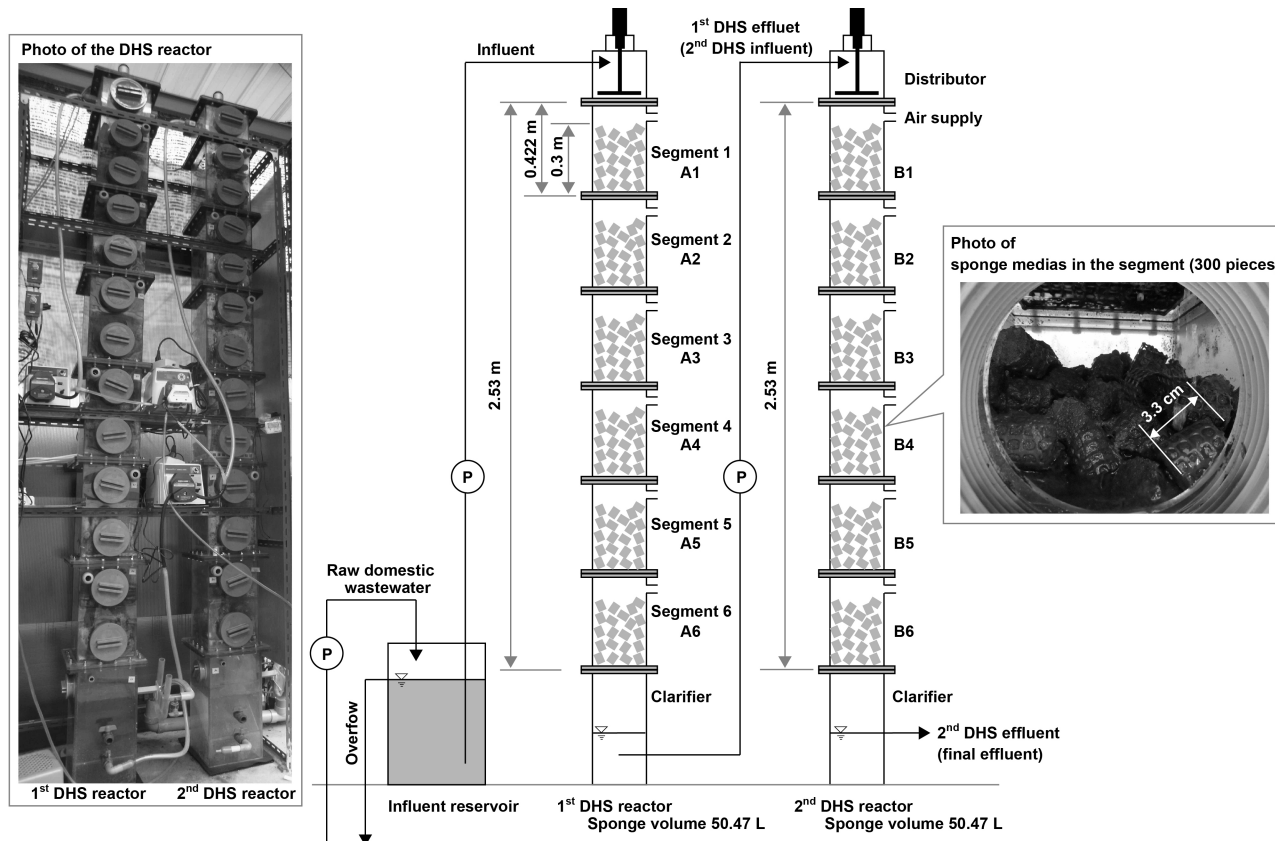 Photo of the DHS reactor
1st DHS reactor
2nd DHS reactor
Influent
1st DHS effluet
(2nd DHS influent)
Distributor
Air supply
0.422 m
0.3 m
2.53 m
Segment 1
A1
Segment 2
A2
Segment 3
A3
Segment 4
A4
Segment 5
A5
Segment 6
A6
Clarifier
P
P
P
Raw domestic
wastewater
Overfow
Influent reservoir
1st DHS reactor
Sponge volume 50.47 L
2.53 m
B1
B2
B3
B4
B5
B6
Clarifier
2nd DHS effluent
(final effluent)
2nd DHS reactor
Sponge volume 50.47 L
Photo of
sponge medias in the segment (300 pieces
3.3 cm